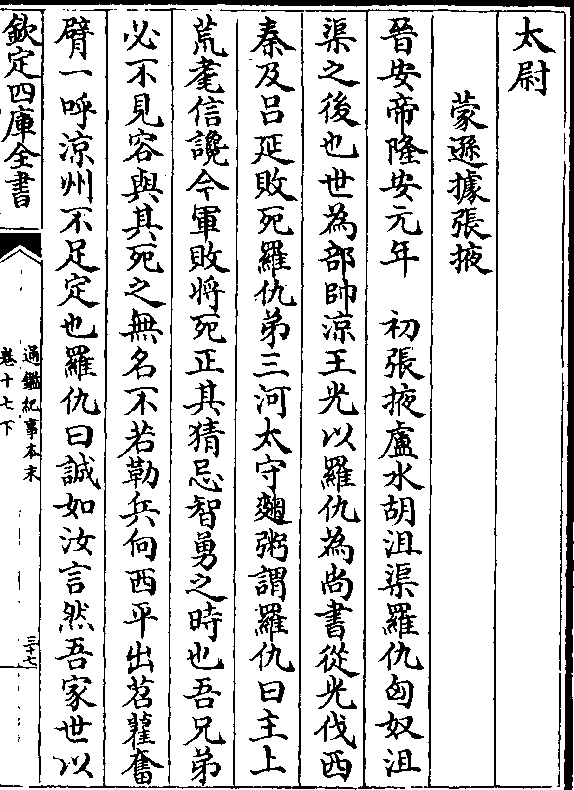 太尉
蒙遜據張掖
晉安帝隆安元年　初張掖盧水胡沮渠羅仇匈奴沮
渠之後也世為部帥涼王光以羅仇為尚書從光伐西
秦及呂延敗死羅仇弟三河太守麴粥謂羅仇曰主上
荒耄信讒今軍敗將死正其猜忌智勇之時也吾兄弟
必不見容與其死之無名不若勒兵向西平出苕藋奮
臂一呼涼州不足定也羅仇曰誠如汝言然吾家世以
欽定四庫全書
通鑑紀事本末
卷十七下
三十七